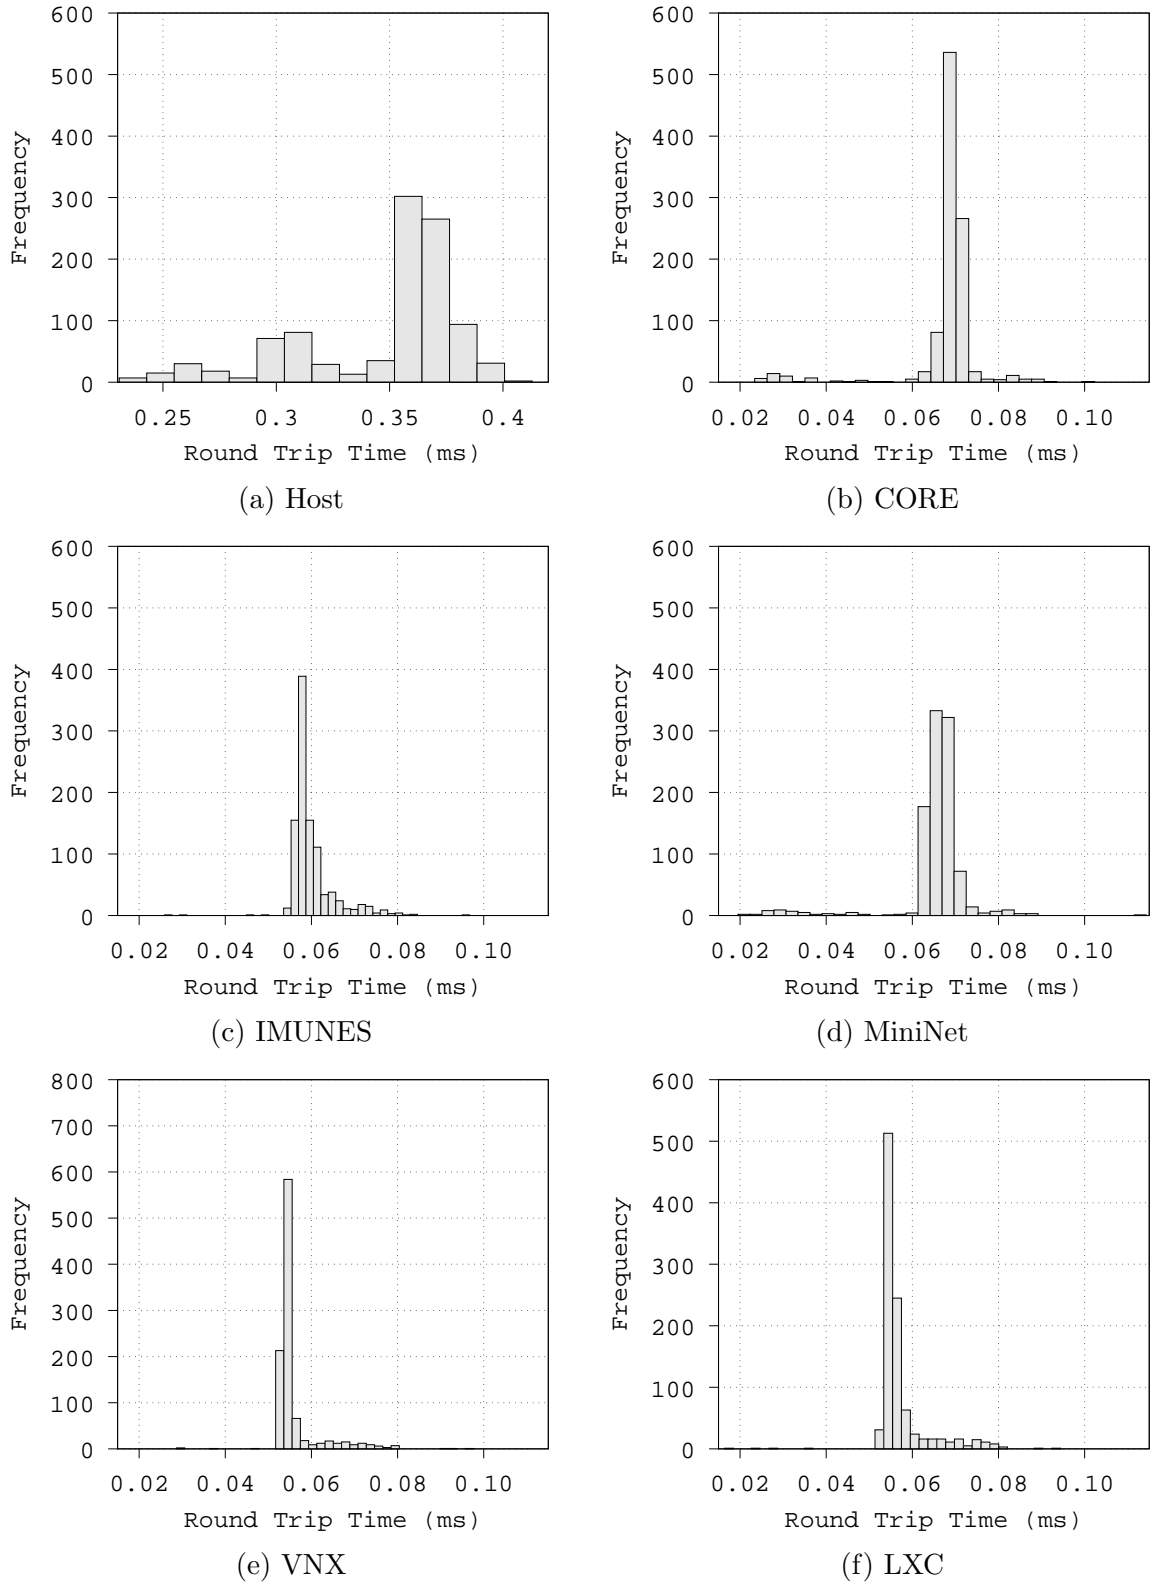 600
500
400
300
200
100
0
Frequency
0.25 0.3 0.35 0.4
Round Trip Time (ms)
(a) Host
600
500
400
300
200
100
0
Frequency
0.02 0.04 0.06 0.08 0.10
Round Trip Time (ms)
(b) CORE
600
500
400
300
200
100
0
Frequency
0.02 0.04 0.06 0.08 0.10
Round Trip Time (ms)
(c) IMUNES
600
500
400
300
200
100
0
Frequency
0.02 0.04 0.06 0.08 0.10
Round Trip Time (ms)
(d) MiniNet
800
700
600
500
400
300
200
100
0
Frequency
0.02 0.04 0.06 0.08 0.10
Round Trip Time (ms)
(e) VNX
600
500
400
300
200
100
0
Frequency
0.02 0.04 0.06 0.08 0.10
Round Trip Time (ms)
(f) LXC